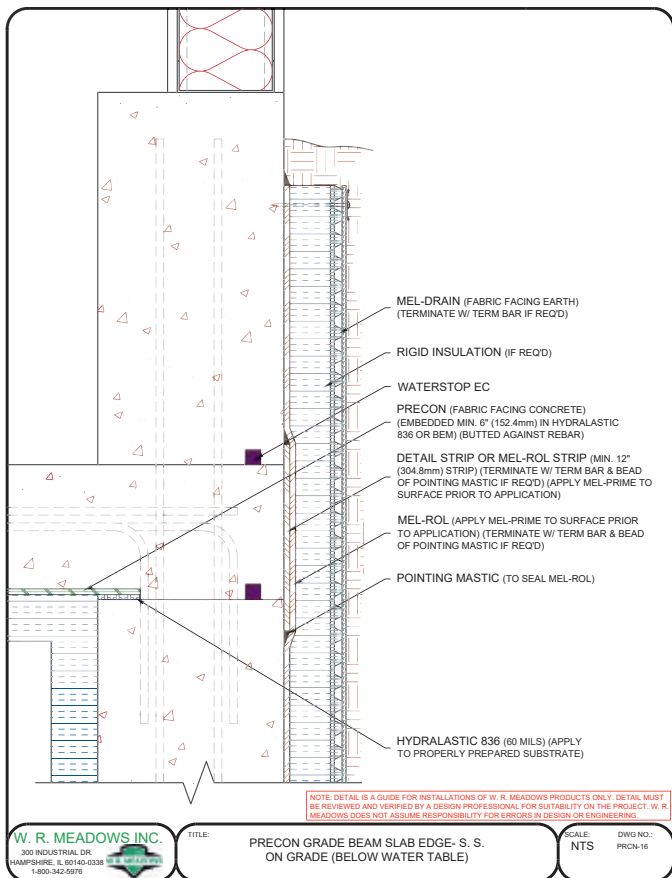 MEL-DRAIN (FABRIC FACING EARTH)
(TERMINATE W/ TERM BAR IF REQ'D)
RIGID INSULATION (IF REQ'D)
WATERSTOP EC
PRECON (FABRIC FACING CONCRETE)
(EMBEDDED MIN. 6" (152.4mm) IN HYDRALASTIC
836 OR BEM) (BUTTED AGAINST REBAR)
DETAIL STRIP OR MEL-ROL STRIP (MIN. 12"
(304.8mm) STRIP) (TERMINATE W/ TERM BAR & BEAD
OF POINTING MASTIC IF REQ'D) (APPLY MEL-PRIME TO
SURFACE PRIOR TO APPLICATION)
MEL-ROL (APPLY MEL-PRIME TO SURFACE PRIOR
TO APPLICATION) (TERMINATE W/ TERM BAR & BEAD
OF POINTING MASTIC IF REQ'D)
POINTING MASTIC (TO SEAL MEL-ROL)
HYDRALASTIC 836 (60 MILS) (APPLY
TO PROPERLY PREPARED SUBSTRATE)
NOTE: DETAIL IS A GUIDE FOR INSTALLATIONS OF W. R. MEADOWS PRODUCTS ONLY. DETAIL MUST
BE REVIEWED AND VERIFIED BY A DESIGN PROFESSIONAL FOR SUITABILITY ON THE PROJECT. W. R.
MEADOWS DOES NOT ASSUME RESPONSIBILITY FOR ERRORS IN DESIGN OR ENGINEERING.
W. R. MEADOWS INC.
300 INDUSTRIAL DR.
HAMPSHIRE, IL 60140-0338
1-800-342-5976
W. R. MEADOWS
TITLE:
PRECON GRADE BEAM SLAB EDGE- S. S.
ON GRADE (BELOW WATER TABLE)
SCALE:
NTS
DWG NO.:
PRCN-16